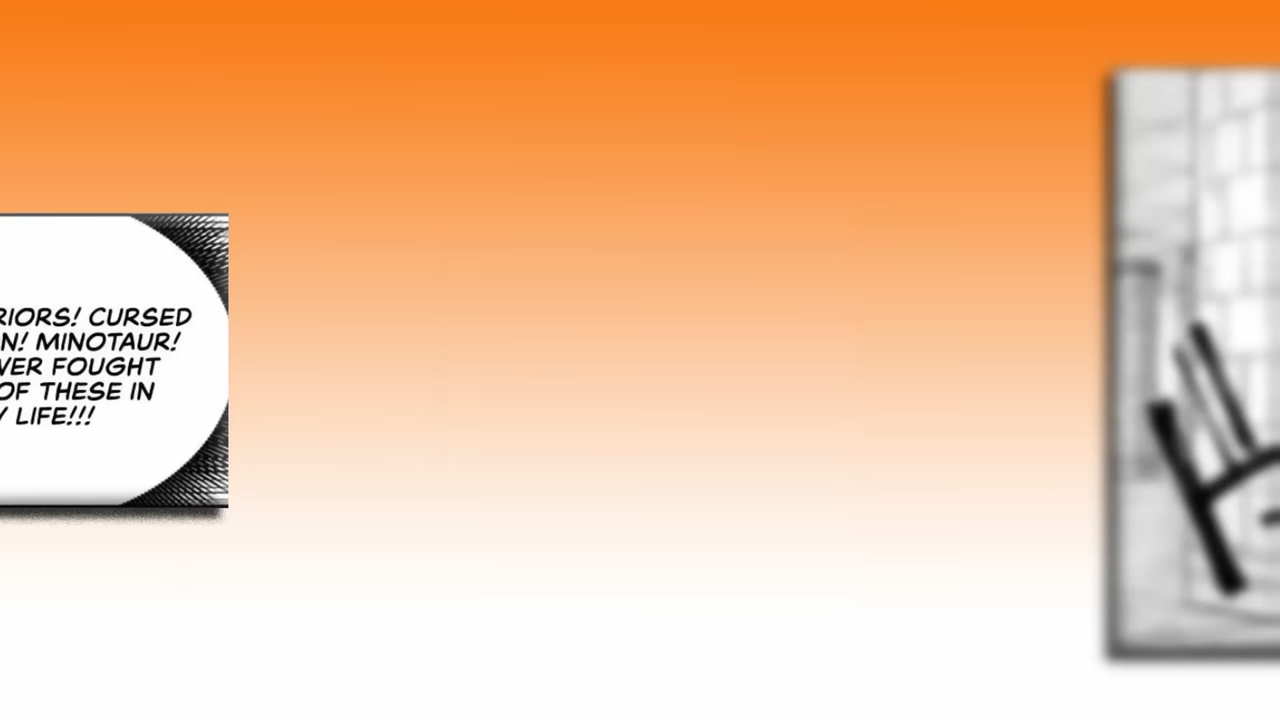 RIORS! CURSED
N! MINOTAUR!
VER FOUGHT
OF THESE IN
Y LIFE!!!